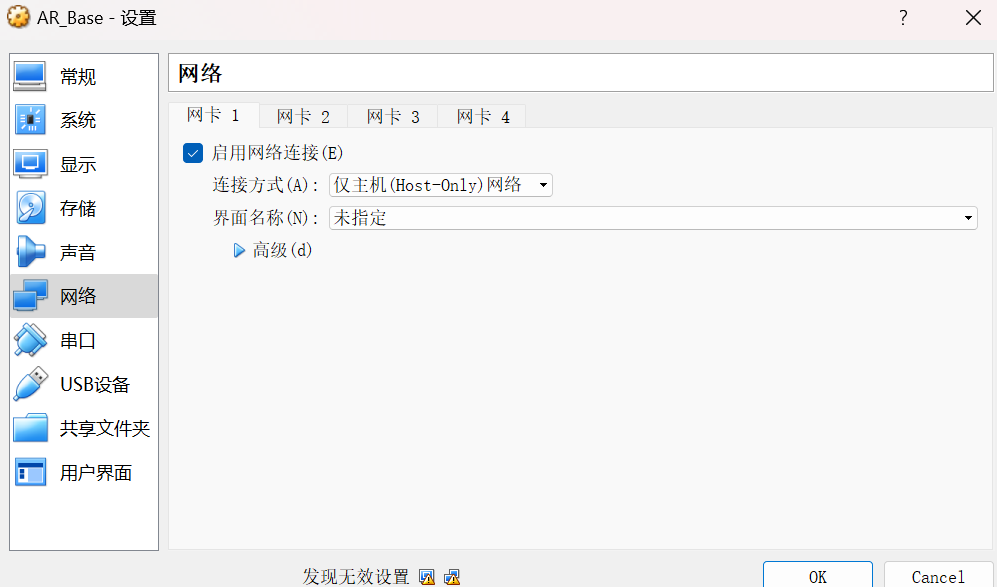 AR_Base - 设置
?
常规
系统
显示
存储
声音
网络
串口
USB设备
共享文件夹
用户界面
网络
网卡 1 网卡 2 网卡 3 网卡 4
启用网络连接(E)
连接方式(A): 仅主机(Host-Only)网络
界面名称(N): 未指定
高级(d)
发现无效设置
OK Cancel